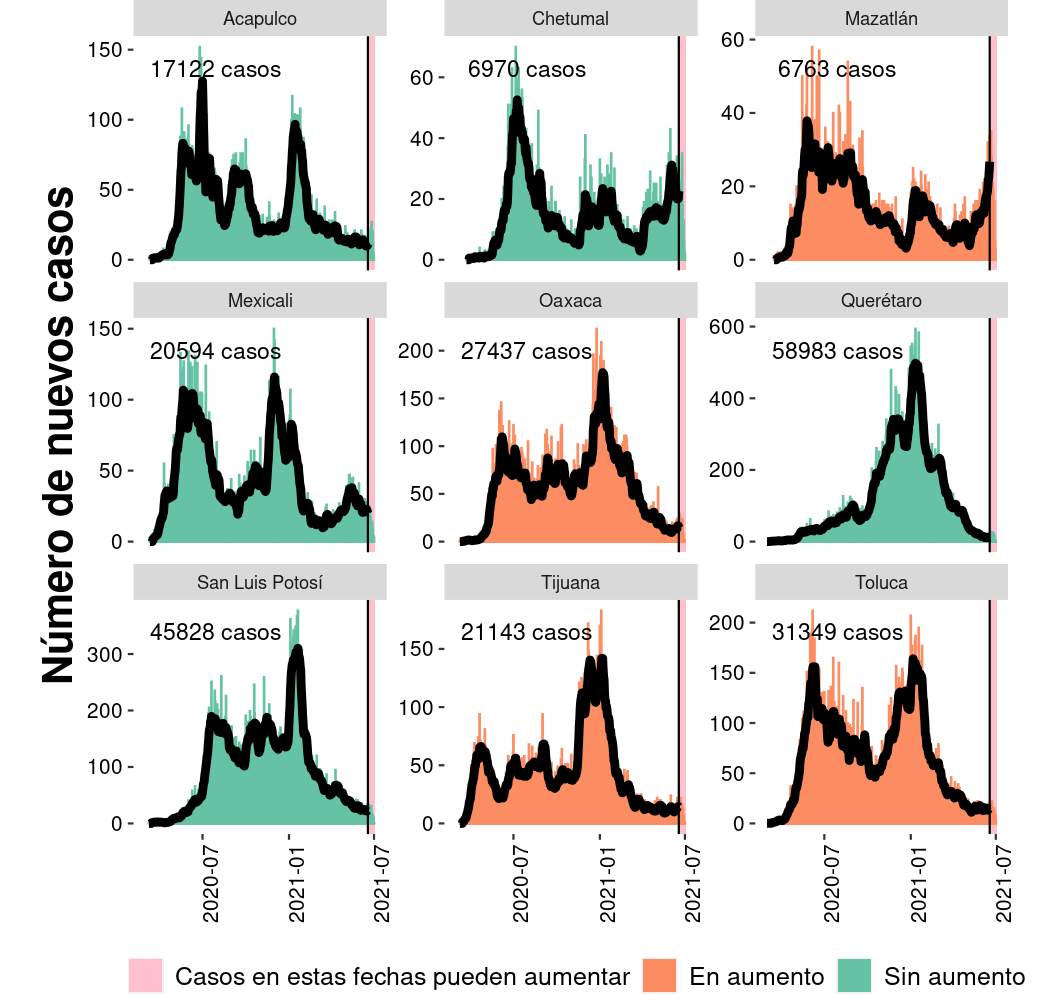 Número de nuevos casos
Acapulco
Chetumal
Mazatlán
150
100
50
0
17122 casos
60
40
20
0
6970 casos
60
40
20
0
6763 casos
Mexicali
Oaxaca
Querétaro
150
100
50
0
20594 casos
200
150
100
50
0
27437 casos
600
400
200
0
58983 casos
San Luis Potosí
Tijuana
Toluca
300
200
100
0
45828 casos
150
100
50
0
21143 casos
200
150
100
50
0
31349 casos
2020-07
2021-01
2021-07
2020-07
2021-01
2021-07
2020-07
2021-01
2021-07
Casos en estas fechas pueden aumentar
En aumento
Sin aumento